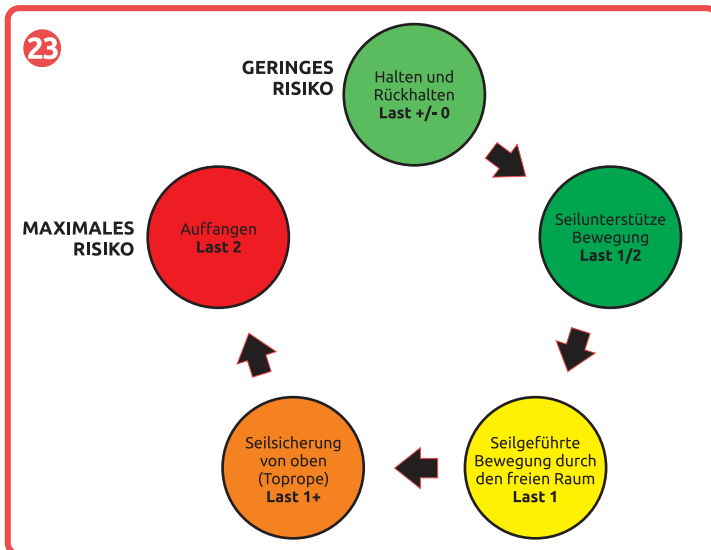 23
GERINGES
RISIKO
Halten und
Rückhalten
Last +/- 0
Seilunterstütze
Bewegung
Last 1/2
Seilgeführte
Bewegung durch
den freien Raum
Last 1
Seilsicherung
von oben
(Toprope)
Last 1+
MAXIMALES
RISIKO
Auffangen
Last 2